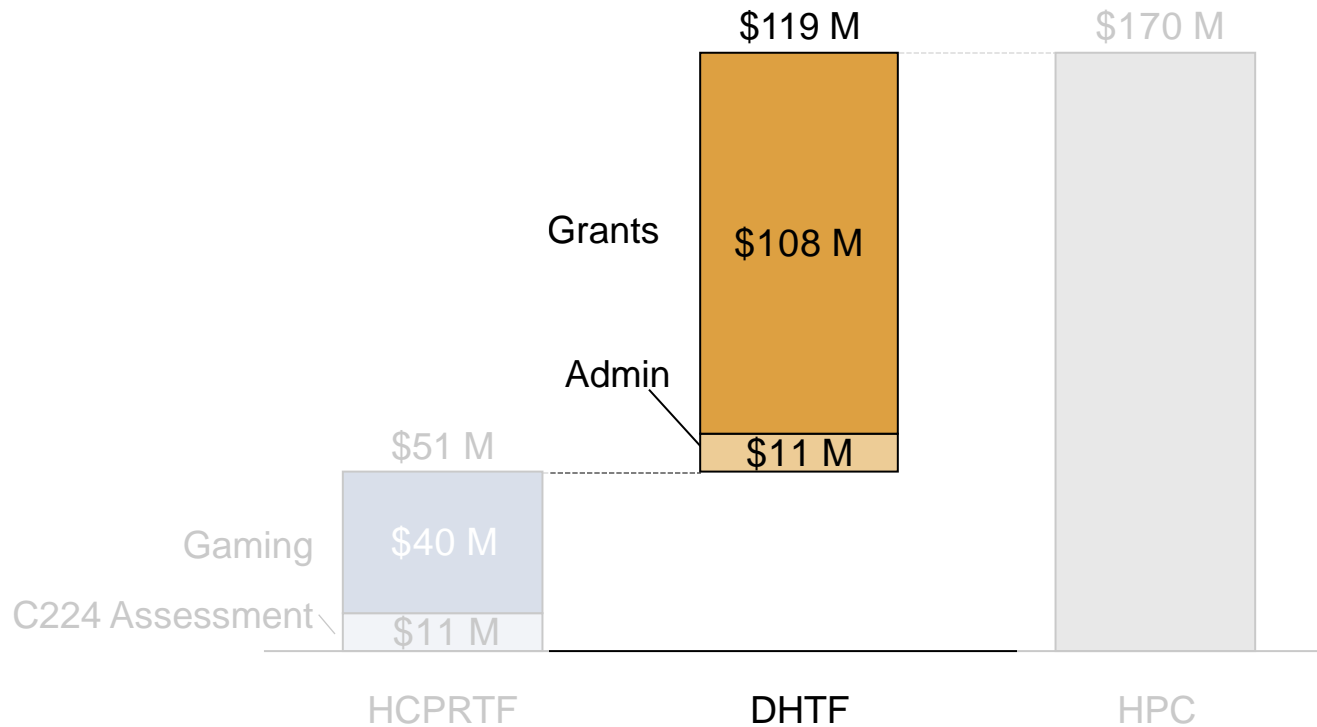 $119 M
$170 M
Grants
$108 M
Admin
$11 M
$51 M
Gaming
$40 M
C224 Assessment
$11 M
HCPRTF
DHTF
HPC